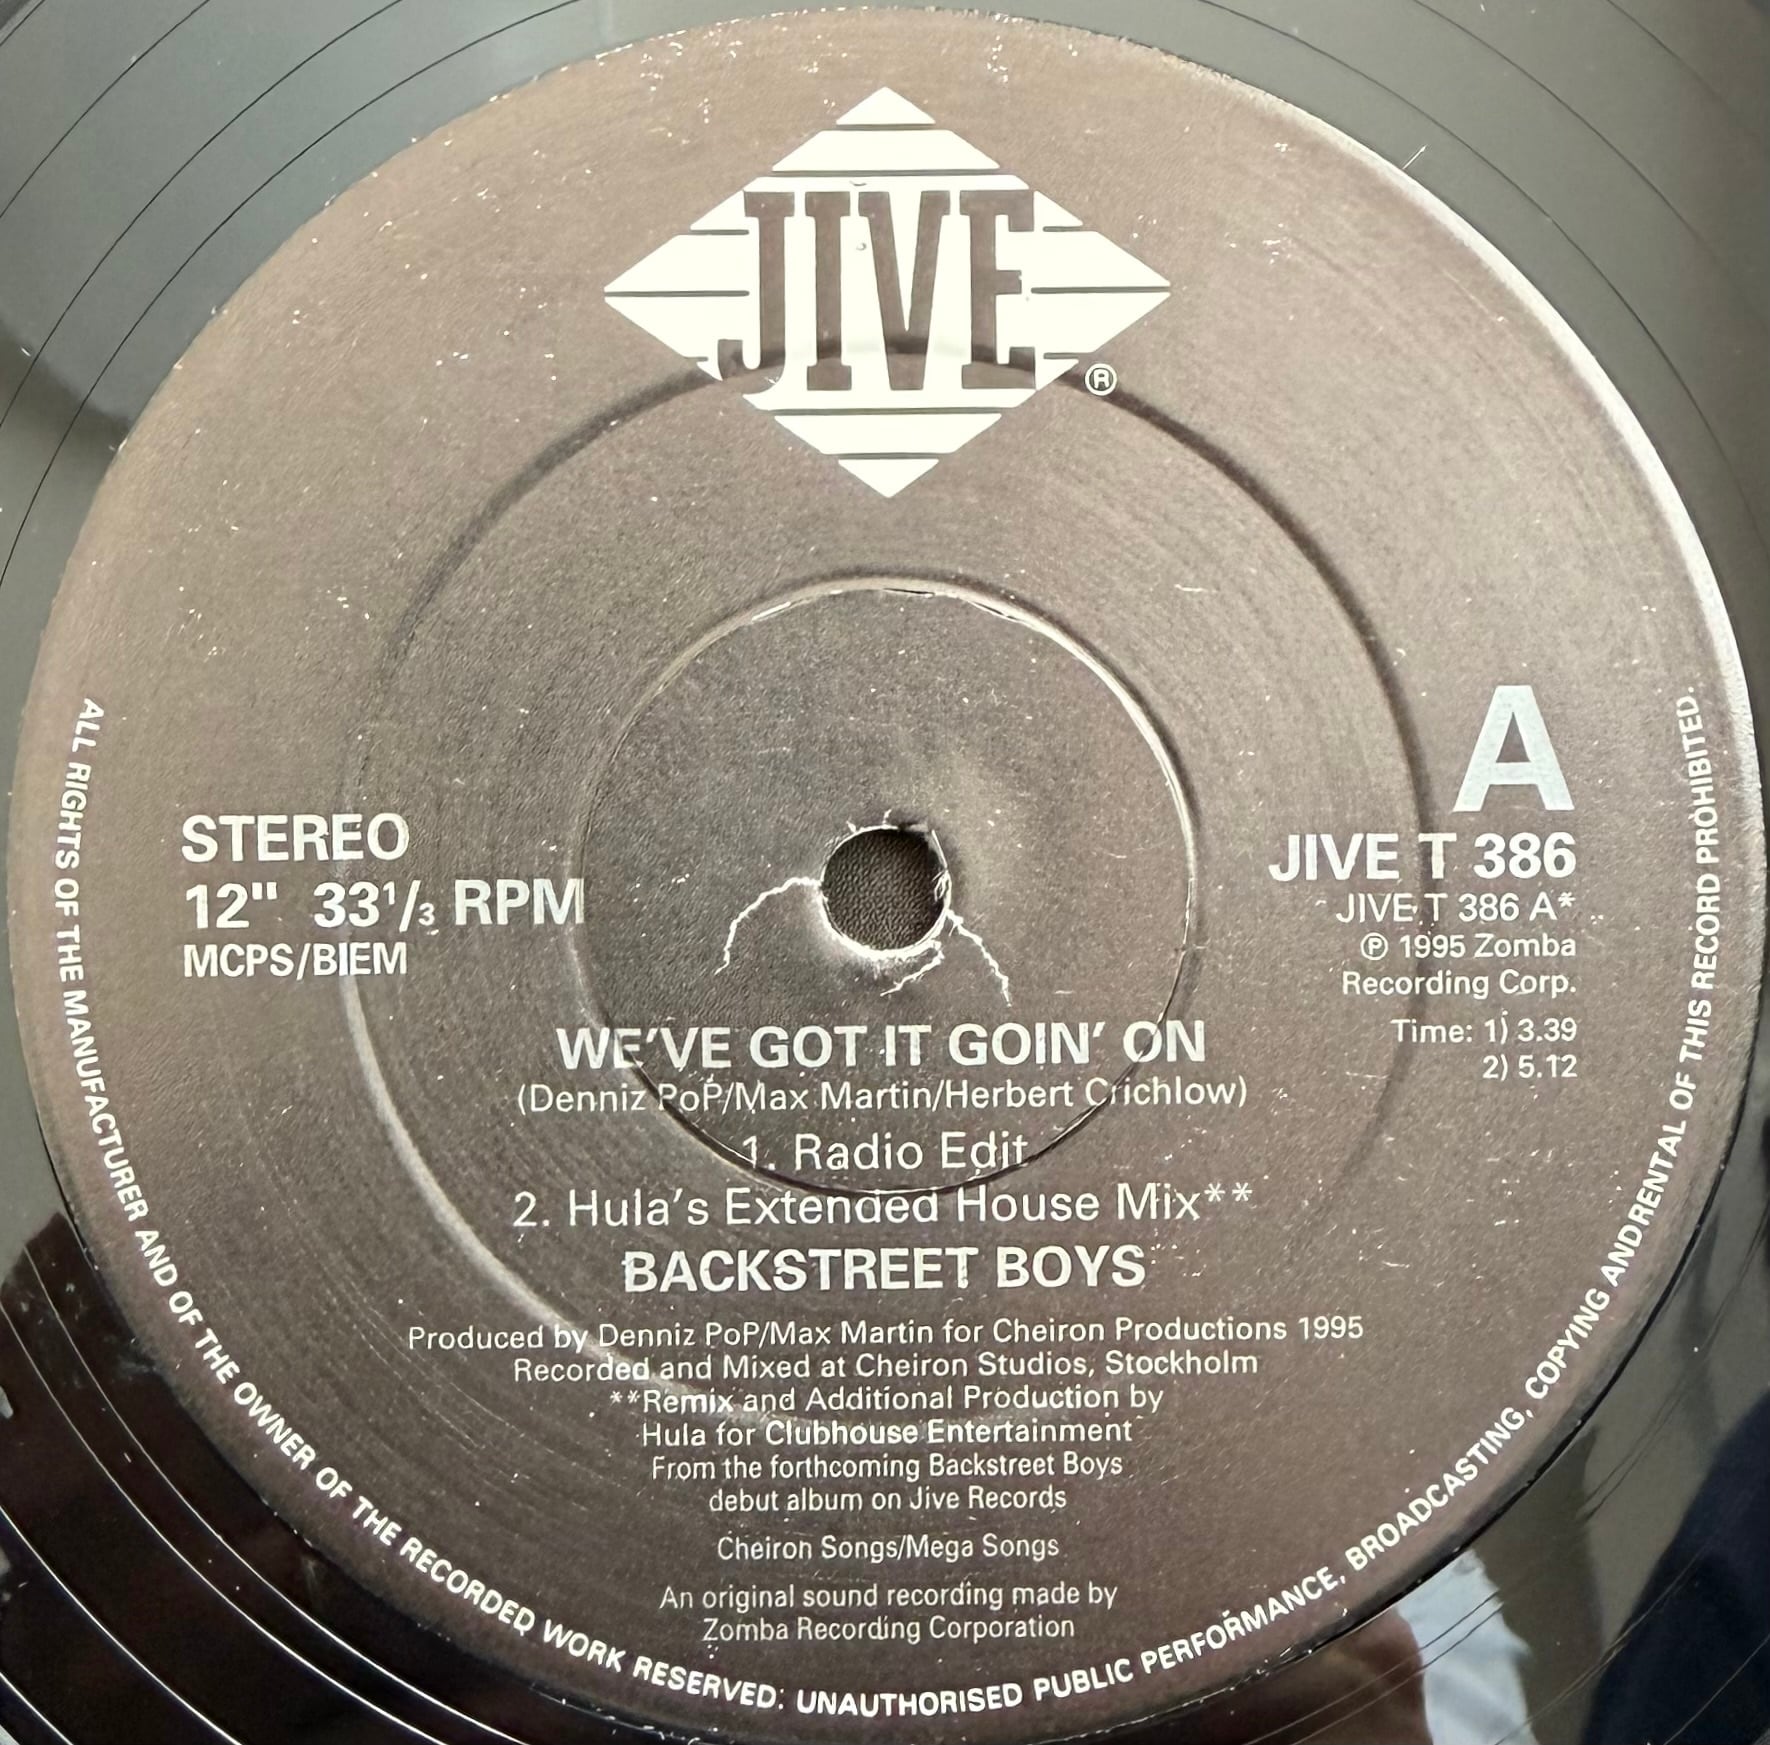 JIVE
®
A
STEREO
12" 33 1/3 RPM
MCPS/BIEM
JIVE T 386
JIVE T 386 A*
℗ 1995 Zomba
Recording Corp.
Time: 1) 3.39
2) 5.12
WE'VE GOT IT GOIN' ON
(Denniz PoP/Max Martin/Herbert Crichlow)
1. Radio Edit
2. Hula's Extended House Mix**
BACKSTREET BOYS
Produced by Denniz PoP/Max Martin for Cheiron Productions 1995
Recorded and Mixed at Cheiron Studios, Stockholm
**Remix and Additional Production by
Hula for Clubhouse Entertainment
From the forthcoming Backstreet Boys
debut album on Jive Records
Cheiron Songs/Mega Songs
An original sound recording made by
Zomba Recording Corporation
ALL RIGHTS OF THE MANUFACTURER AND OF THE OWNER OF THE RECORDED WORK RESERVED: UNAUTHORISED PUBLIC PERFORMANCE, BROADCASTING, COPYING AND RENTAL OF THIS RECORD PROHIBITED.